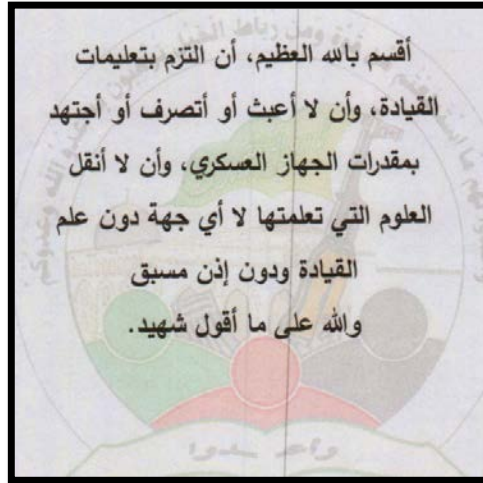 أقسم بالله العظيم، أن التزم بتعليمات
القيادة، وأن لا أعبث أو أتصرف أو أجتهد
بمقدرات الجهاز العسكري، وأن لا أنقل
العلوم التي تعلمتها لا أي جهة دون علم
القيادة ودون إذن مسبق
والله على ما أقول شهيد.